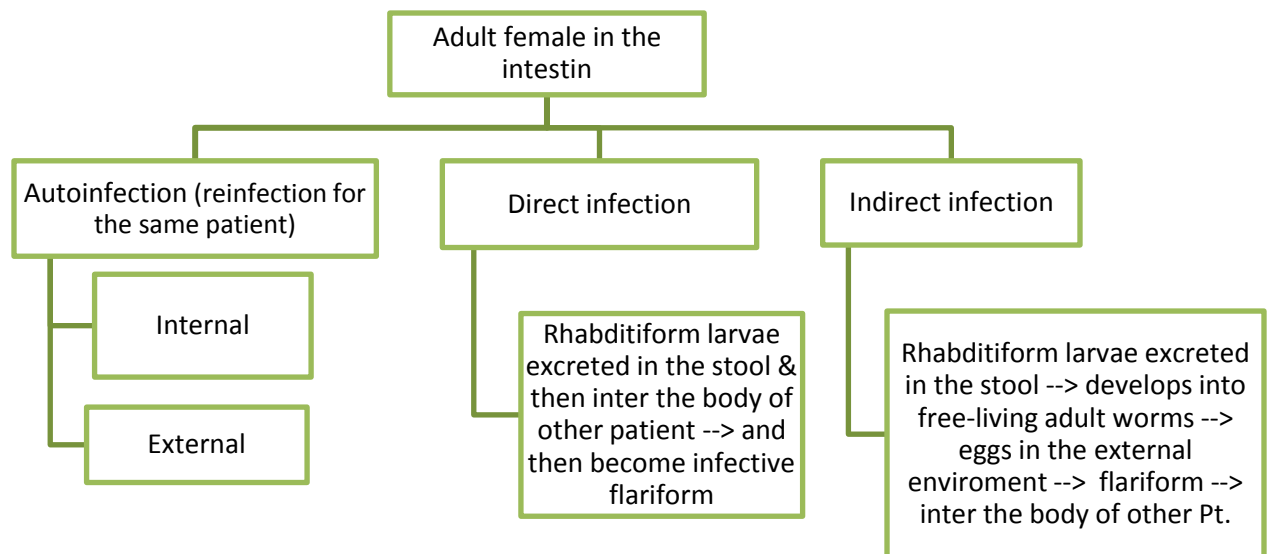 Adult female in the
intestin
Autoinfection (reinfection for
the same patient)
Internal
External
Direct infection
Rhabditiform larvae
excreted in the stool &
then inter the body of
other patient --> and
then become infective
flariform
Indirect infection
Rhabditiform larvae excreted
in the stool --> develops into
free-living adult worms -->
eggs in the external
enviroment --> flariform -->
inter the body of other Pt.